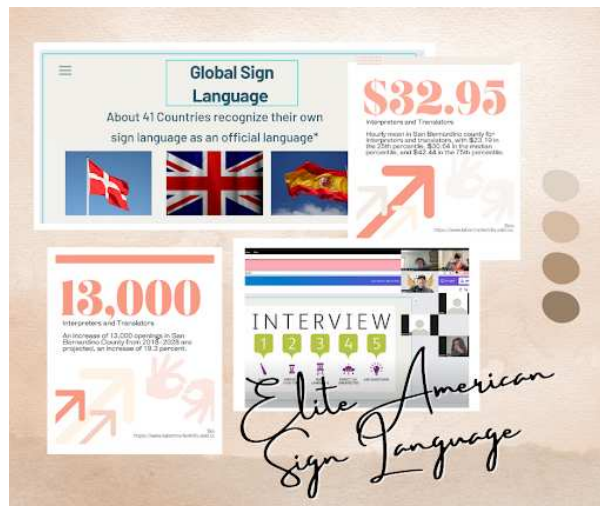 Global Sign
Language
About 41 Countries recognize their own
sign language as an official language*
$32.95
Interpreters and Translators
Hourly mean in San Bernardino county for
interpreters and translators, with $23.19 in
the 25th percentile, $30.64 in the median
percentile, and $42.44 in the 75th percentile.
13,000
Interpreters and Translators
An increase of 13,000 openings in San
Bernardino County from 2018-2028 are
projected, an increase of 19.3 percent.
INTERVIEW
1 2 3 4 5
Elite American
Sign Language